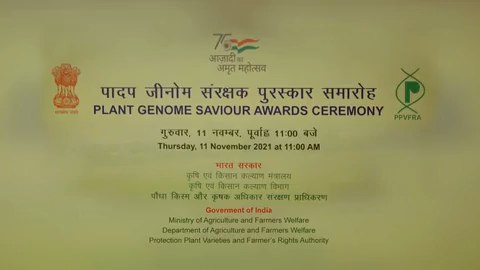 75
आज़ादी का
अमृत महोत्सव
पादप जीनोम संरक्षक पुरस्कार समारोह
PLANT GENOME SAVIOUR AWARDS CEREMONY
PPVFRA
गुरुवार, 11 नवम्बर, पूर्वाह्न 11:00 बजे
Thursday, 11 November 2021 at 11:00 AM
भारत सरकार
कृषि एवं किसान कल्याण मंत्रालय
कृषि एवं किसान कल्याण विभाग
पौधा किस्म और कृषक अधिकार संरक्षण प्राधिकरण
Goverment of India
Ministry of Agriculture and Farmers Welfare
Department of Agriculture and Farmers Welfare
Protection Plant Varieties and Farmer's Rights Authority